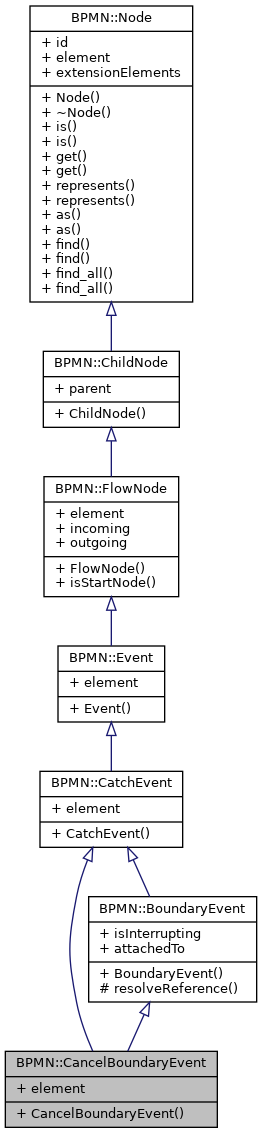 BPMN::Node
+ id
+ element
+ extensionElements
+ Node()
+ ~Node()
+ is()
+ is()
+ get()
+ get()
+ represents()
+ represents()
+ as()
+ as()
+ find()
+ find()
+ find_all()
+ find_all()
BPMN::ChildNode
+ parent
+ ChildNode()
BPMN::FlowNode
+ element
+ incoming
+ outgoing
+ FlowNode()
+ isStartNode()
BPMN::Event
+ element
+ Event()
BPMN::CatchEvent
+ element
+ CatchEvent()
BPMN::BoundaryEvent
+ isInterrupting
+ attachedTo
+ BoundaryEvent()
# resolveReference()
BPMN::CancelBoundaryEvent
+ element
+ CancelBoundaryEvent()